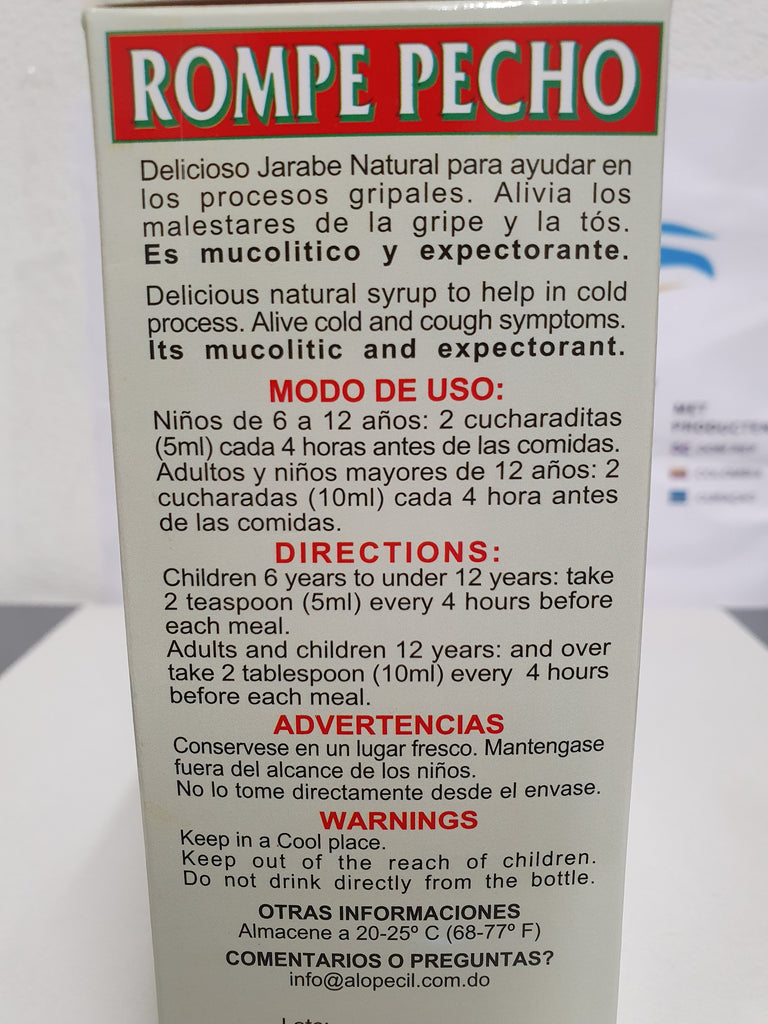 ROMPE PECHO
Delicioso Jarabe Natural para ayudar en
los procesos gripales. Alivia los
malestares de la gripe y la tós.
Es mucolitico y expectorante.
Delicious natural syrup to help in cold
process. Alive cold and cough symptoms.
Its mucolitic and expectorant.
MODO DE USO:
Niños de 6 a 12 años: 2 cucharaditas
(5ml) cada 4 horas antes de las comidas.
Adultos y niños mayores de 12 años: 2
cucharadas (10ml) cada 4 hora antes
de las comidas.
DIRECTIONS:
Children 6 years to under 12 years: take
2 teaspoon (5ml) every 4 hours before
each meal.
Adults and children 12 years: and over
take 2 tablespoon (10ml) every 4 hours
before each meal.
ADVERTENCIAS
Conservese en un lugar fresco. Mantengase
fuera del alcance de los niños.
No lo tome directamente desde el envase.
WARNINGS
Keep in a Cool place.
Keep out of the reach of children.
Do not drink directly from the bottle.
OTRAS INFORMACIONES
Almacene a 20-25º C (68-77º F)
COMENTARIOS O PREGUNTAS?
info@alopecil.com.do
MET
PRODUCTEN